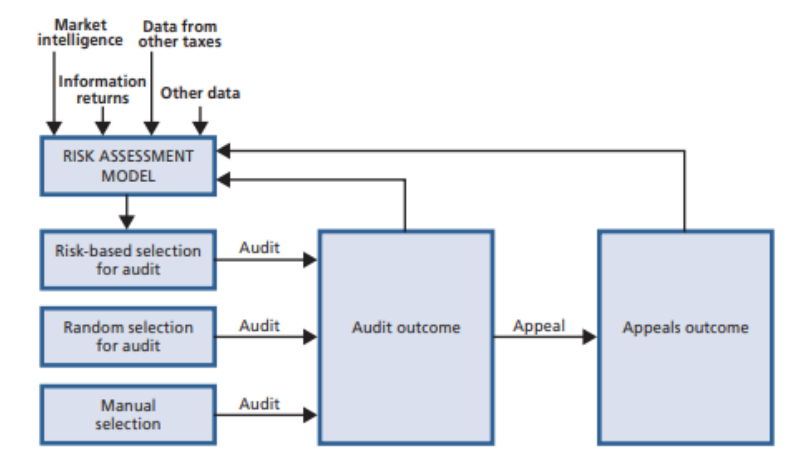 Market
intelligence
Data from
other taxes
Information
returns
Other data
RISK ASSESSMENT
MODEL
Risk-based selection
for audit
Audit
Random selection
for audit
Audit
Manual
selection
Audit
Audit outcome
Appeal
Appeals outcome